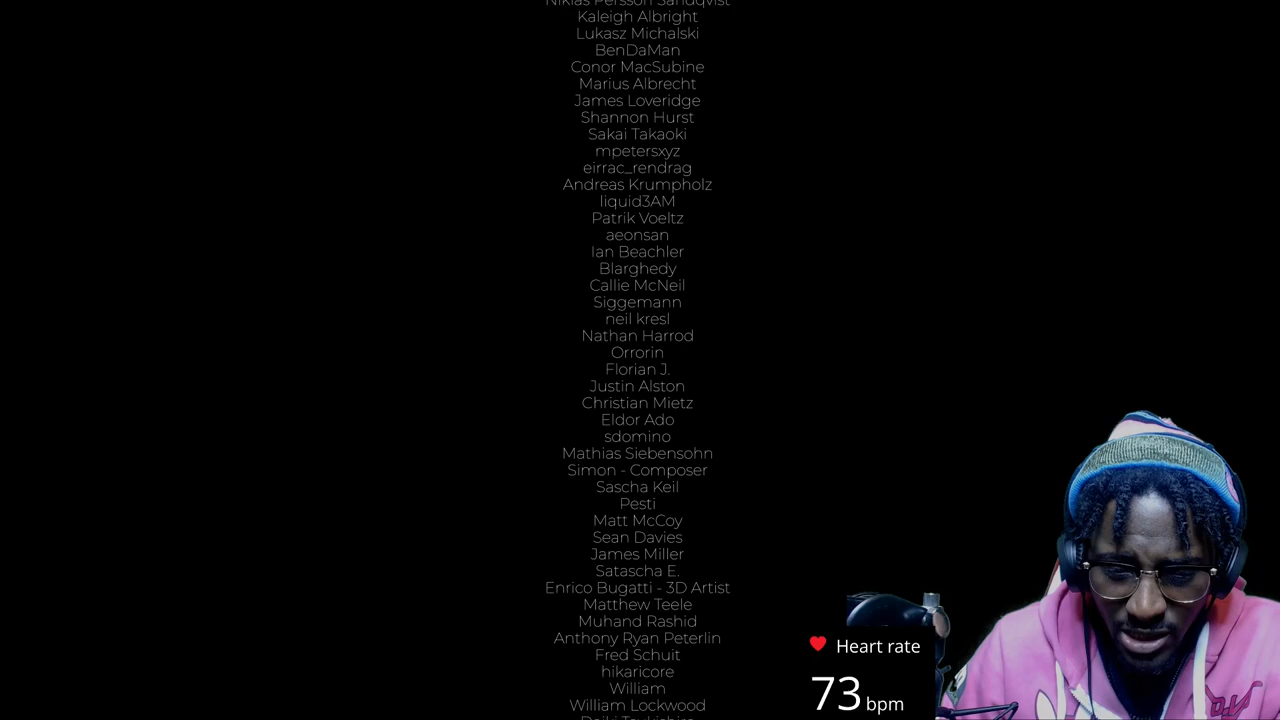 Niklas Persson Sandqvist
Kaleigh Albright
Lukasz Michalski
BenDaMan
Conor MacSubine
Marius Albrecht
James Loveridge
Shannon Hurst
Sakai Takaoki
mpetersxyz
eirrac_rendrag
Andreas Krumpholz
liquid3AM
Patrik Voeltz
aeonsan
Ian Beachler
Blarghedy
Callie McNeil
Siggemann
neil kresl
Nathan Harrod
Orrorin
Florian J.
Justin Alston
Christian Mietz
Eldor Ado
sdomino
Mathias Siebensohn
Simon - Composer
Sascha Keil
Pesti
Matt McCoy
Sean Davies
James Miller
Satascha E.
Enrico Bugatti - 3D Artist
Matthew Teele
Muhand Rashid
Anthony Ryan Peterlin
Fred Schuit
hikaricore
William
William Lockwood
Heart rate
73 bpm